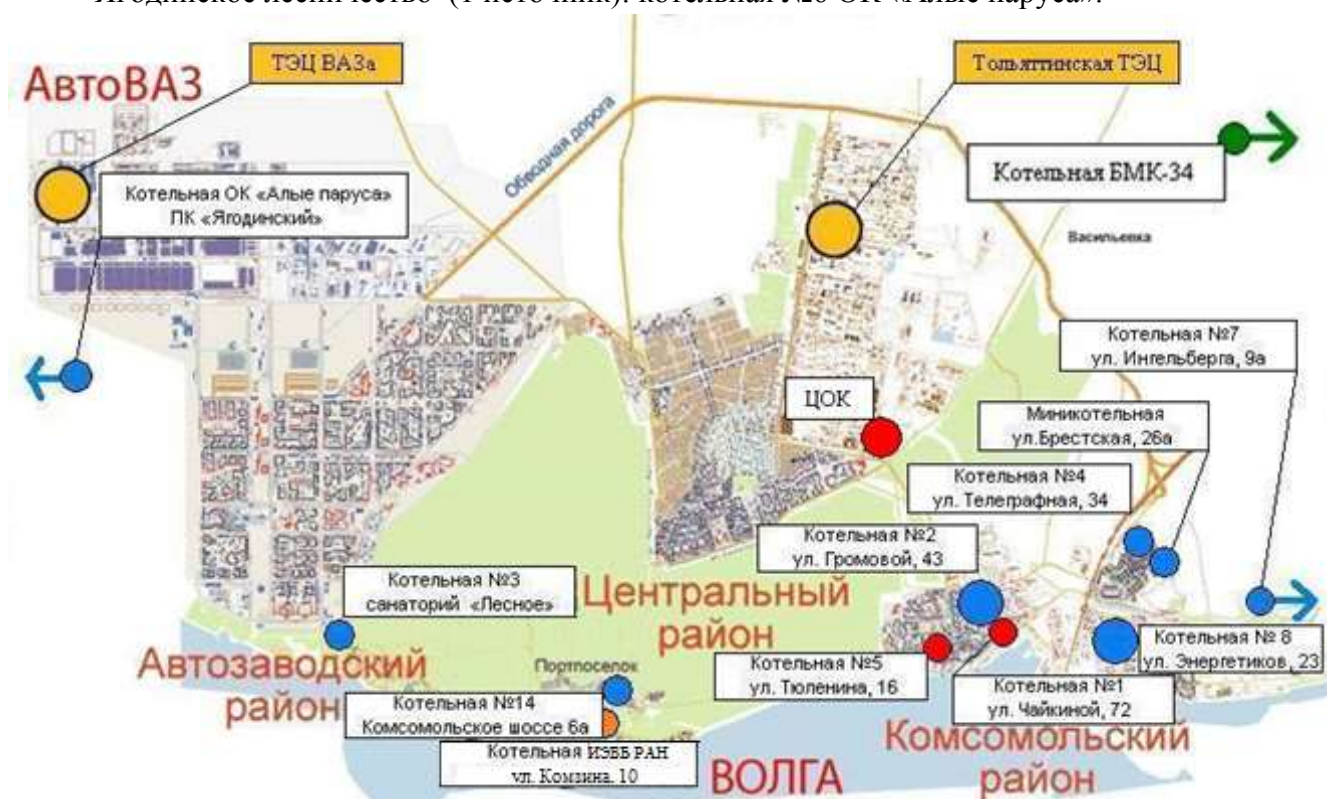 Ягодинское лесничество (1 источник): котельная №6 ОК «Алые паруса».
ТЭЦ ВАЗа
Тольяттинская ТЭЦ
АвтоВАЗ
Обводная дорога
Котельная БМК-34
Котельная ОК «Алые паруса»
ПК «Ягодинский»
Васильевка
Котельная №7
ул. Ингельберга, 9а
ЦОК
Миникотельная
ул.Брестская, 26а
Котельная №4
ул. Телеграфная, 34
Котельная №2
ул. Громовой, 43
Котельная №3
санаторий «Лесное»
Центральный
район
Котельная № 8
ул. Энергетиков, 23
Автозаводский
район
Портпоселок
Котельная №5
ул. Тюленина, 16
Котельная №1
ул. Чайкиной, 72
Котельная №14
Комсомольское шоссе 6а
Котельная ИЭВБ РАН
ул. Комзина, 10
ВОЛГА
Комсомольский
район